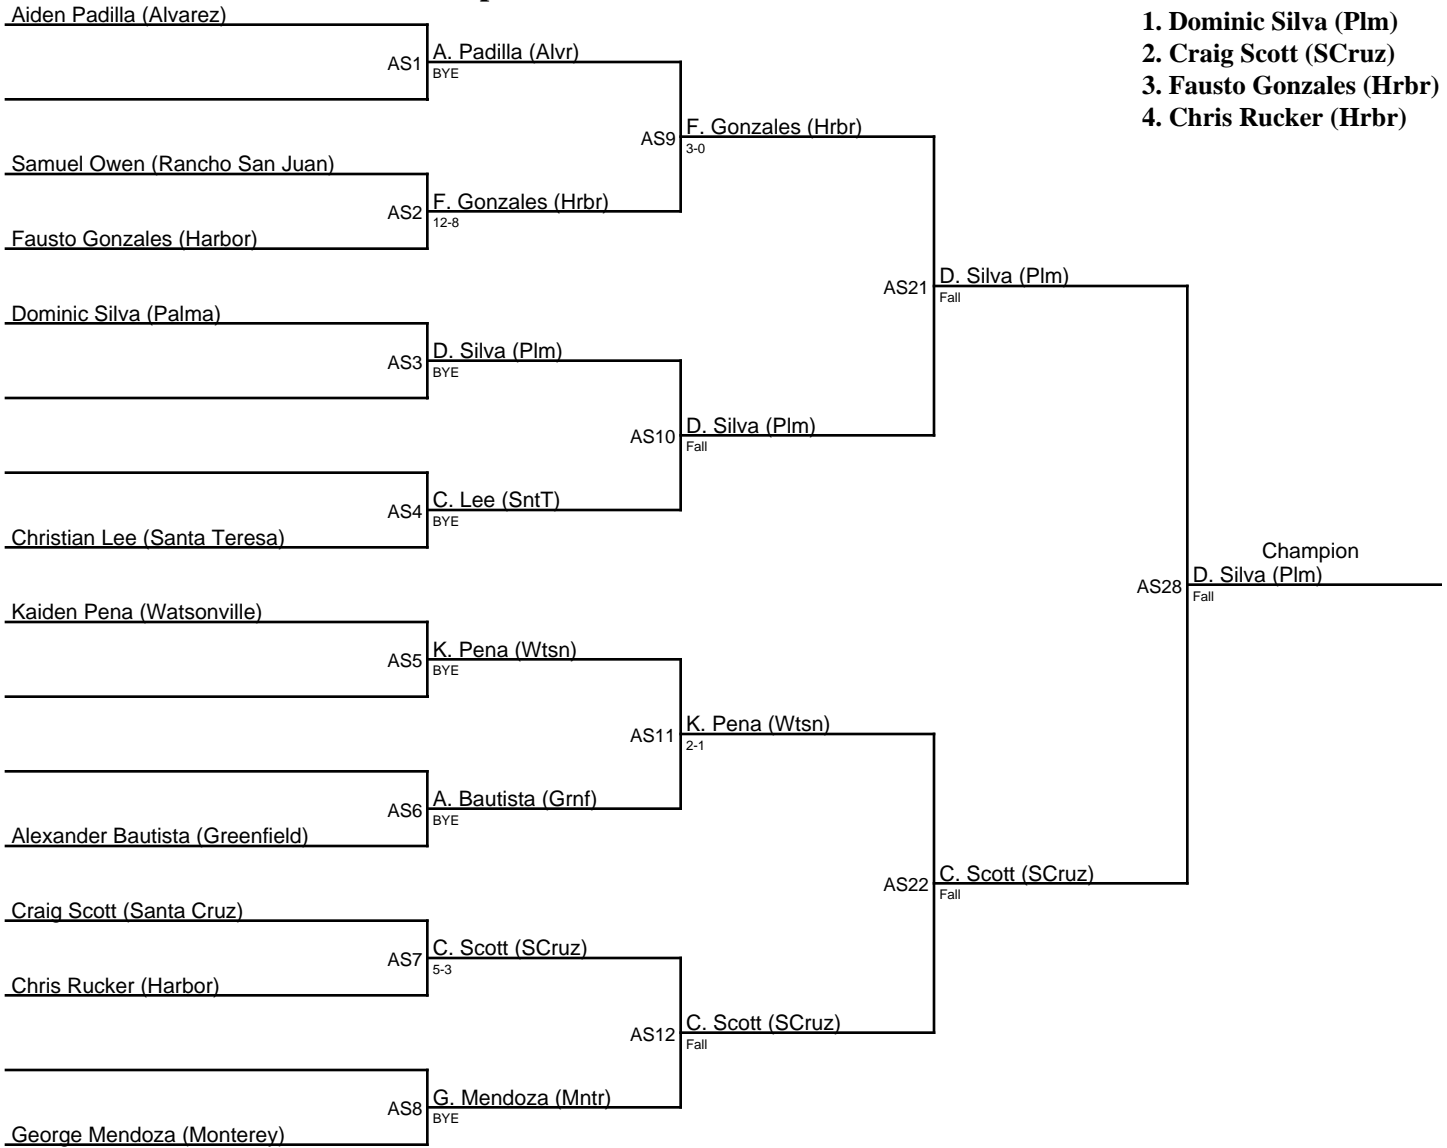 Aiden Padilla (Alvarez)
AS1
A. Padilla (Alvr)
BYE
Samuel Owen (Rancho San Juan)
AS2
F. Gonzales (Hrbr)
12-8
Fausto Gonzales (Harbor)
AS9
F. Gonzales (Hrbr)
3-0
Dominic Silva (Palma)
AS3
D. Silva (Plm)
BYE
AS10
D. Silva (Plm)
Fall
AS4
C. Lee (SntT)
BYE
Christian Lee (Santa Teresa)
AS21
D. Silva (Plm)
Fall
Kaiden Pena (Watsonville)
AS5
K. Pena (Wtsn)
BYE
AS11
K. Pena (Wtsn)
2-1
AS6
A. Bautista (Grnf)
BYE
Alexander Bautista (Greenfield)
Craig Scott (Santa Cruz)
AS7
C. Scott (SCruz)
5-3
Chris Rucker (Harbor)
AS12
C. Scott (SCruz)
Fall
AS8
G. Mendoza (Mntr)
BYE
George Mendoza (Monterey)
AS22
C. Scott (SCruz)
Fall
Champion
AS28
D. Silva (Plm)
Fall
1. Dominic Silva (Plm)
2. Craig Scott (SCruz)
3. Fausto Gonzales (Hrbr)
4. Chris Rucker (Hrbr)